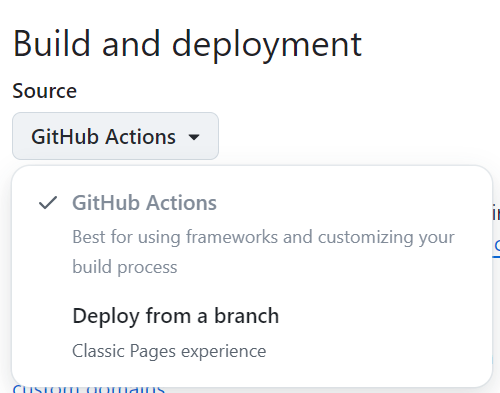 Build and deployment
Source
GitHub Actions
GitHub Actions
Best for using frameworks and customizing your
build process
Deploy from a branch
Classic Pages experience
custom domains